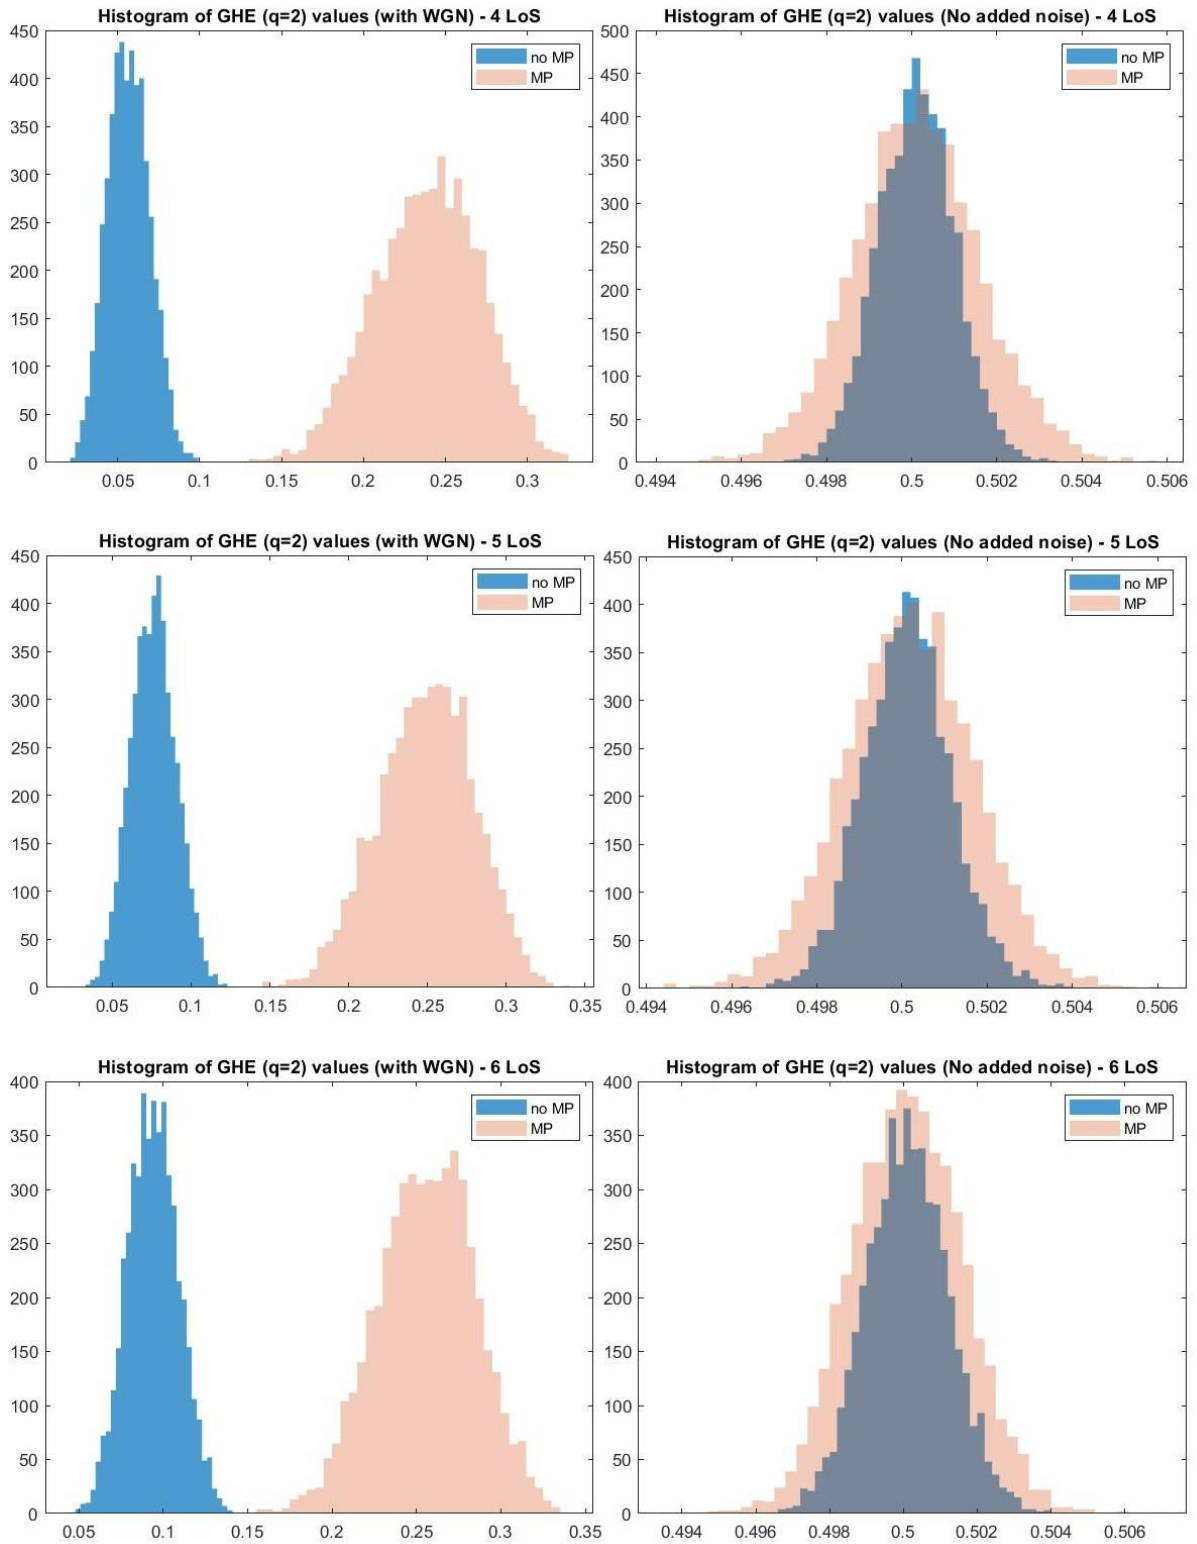 Histogram of GHE (q=2) values (with WGN) - 4 LoS
450
400
350
300
250
200
150
100
50
0
0.05 0.1 0.15 0.2 0.25 0.3
no MP
MP
Histogram of GHE (q=2) values (No added noise) - 4 LoS
500
450
400
350
300
250
200
150
100
50
0
0.494 0.496 0.498 0.5 0.502 0.504 0.506
no MP
MP
Histogram of GHE (q=2) values (with WGN) - 5 LoS
450
400
350
300
250
200
150
100
50
0
0.05 0.1 0.15 0.2 0.25 0.3 0.35
no MP
MP
Histogram of GHE (q=2) values (No added noise) - 5 LoS
450
400
350
300
250
200
150
100
50
0
0.494 0.496 0.498 0.5 0.502 0.504 0.506
no MP
MP
Histogram of GHE (q=2) values (with WGN) - 6 LoS
400
350
300
250
200
150
100
50
0
0.05 0.1 0.15 0.2 0.25 0.3 0.35
no MP
MP
Histogram of GHE (q=2) values (No added noise) - 6 LoS
400
350
300
250
200
150
100
50
0
0.494 0.496 0.498 0.5 0.502 0.504 0.506
no MP
MP